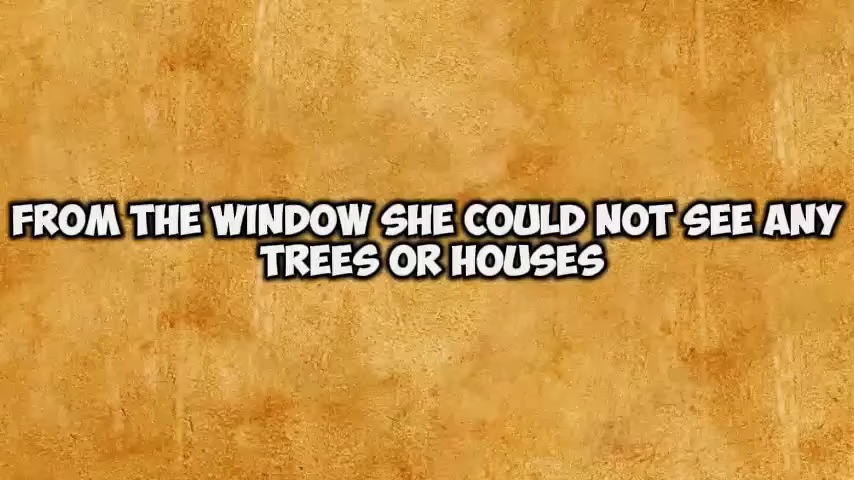 FROM THE WINDOW SHE COULD NOT SEE ANY
TREES OR HOUSES